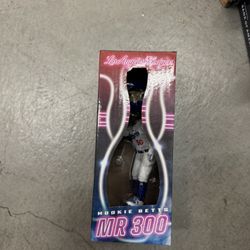 Los Angeles Dodgers
MOOKIE BETTS
MR 300